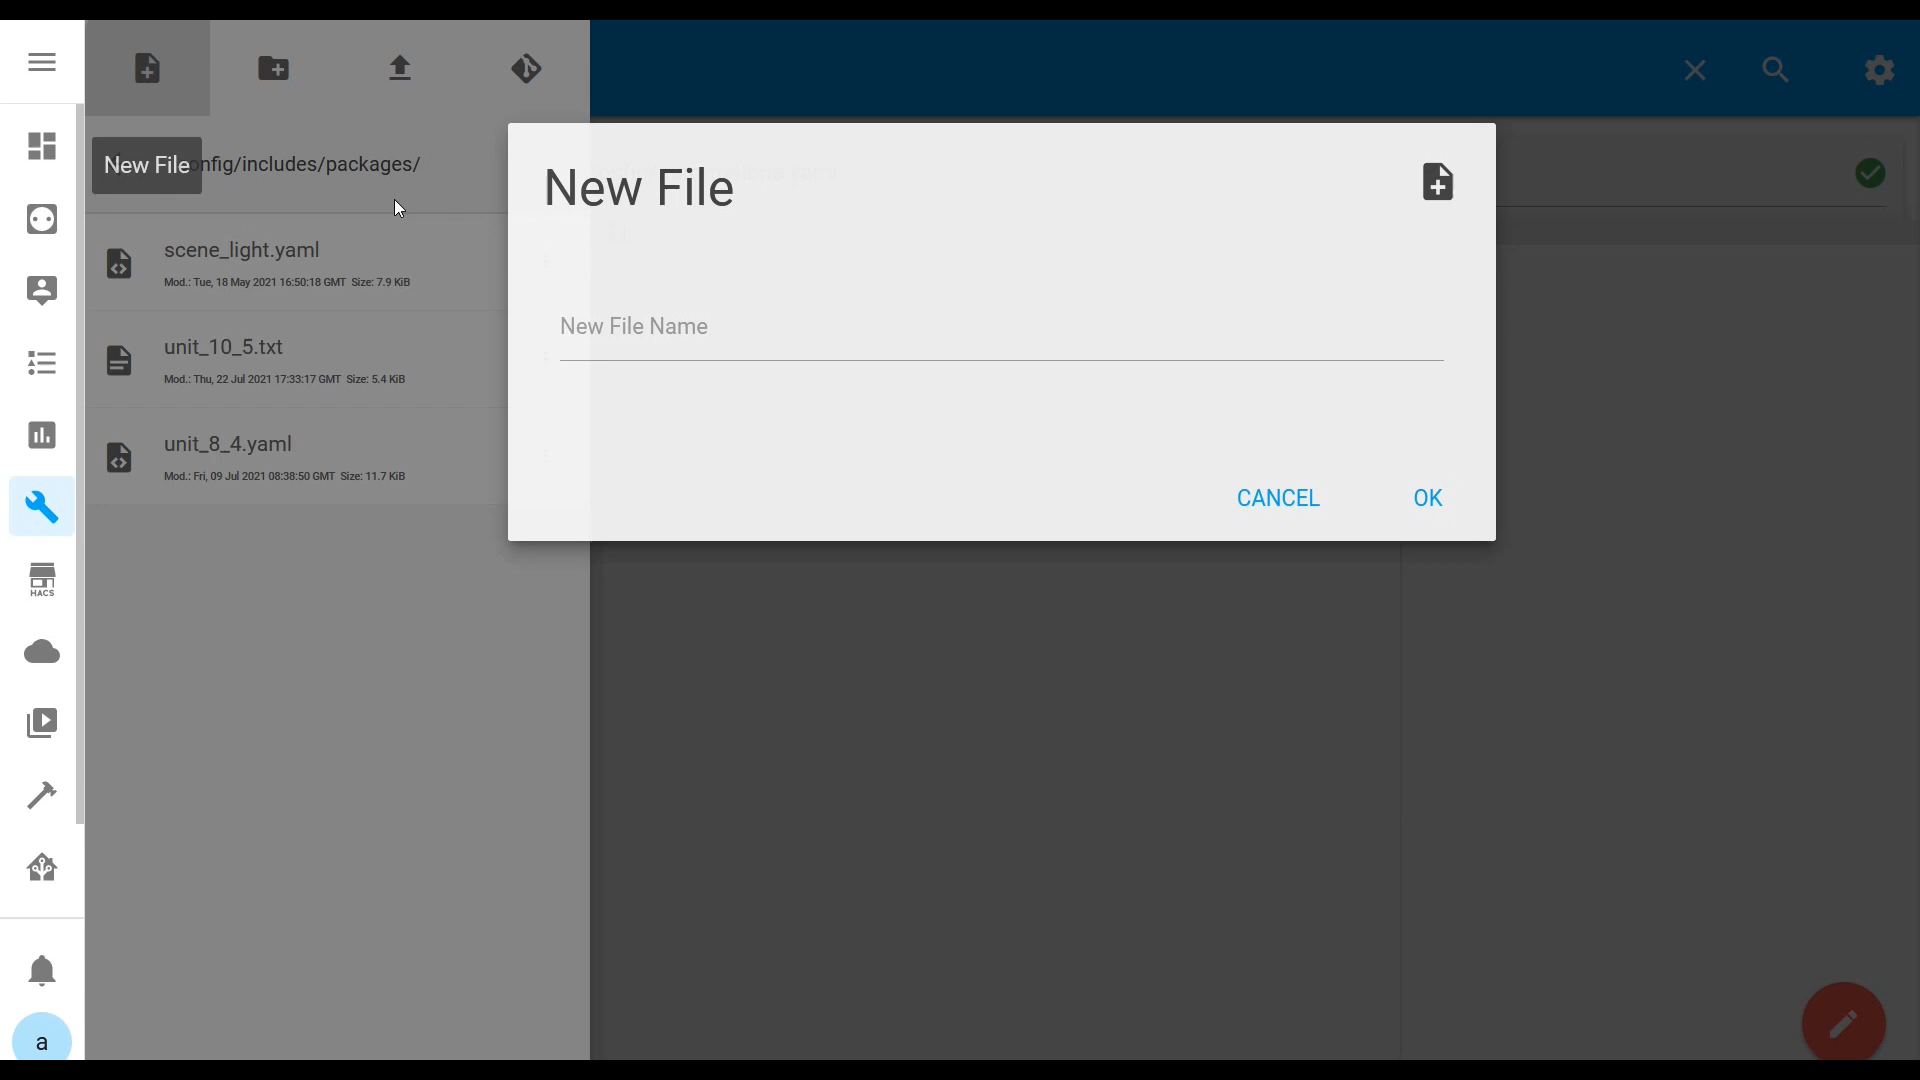 New File
nfig/includes/packages/
scene_light.yaml
Mod.: Tue, 18 May 2021 16:50:18 GMT Size: 7.9 KiB
unit_10_5.txt
Mod.: Thu, 22 Jul 2021 17:33:17 GMT Size: 5.4 KiB
unit_8_4.yaml
Mod.: Fri, 09 Jul 2021 08:38:50 GMT Size: 11.7 KiB
New File
New File Name
CANCEL OK
HACS
a